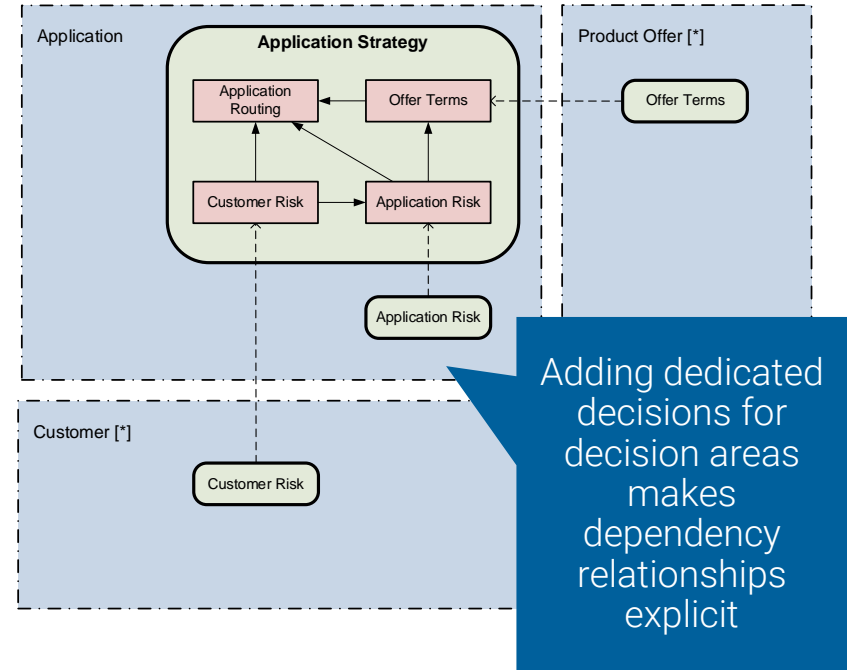 Application
Application Strategy
Product Offer [*]
Application
Routing
Offer Terms
Offer Terms
Customer Risk
Application Risk
Application Risk
Customer [*]
Customer Risk
Adding dedicated
decisions for
decision areas
makes
dependency
relationships
explicit